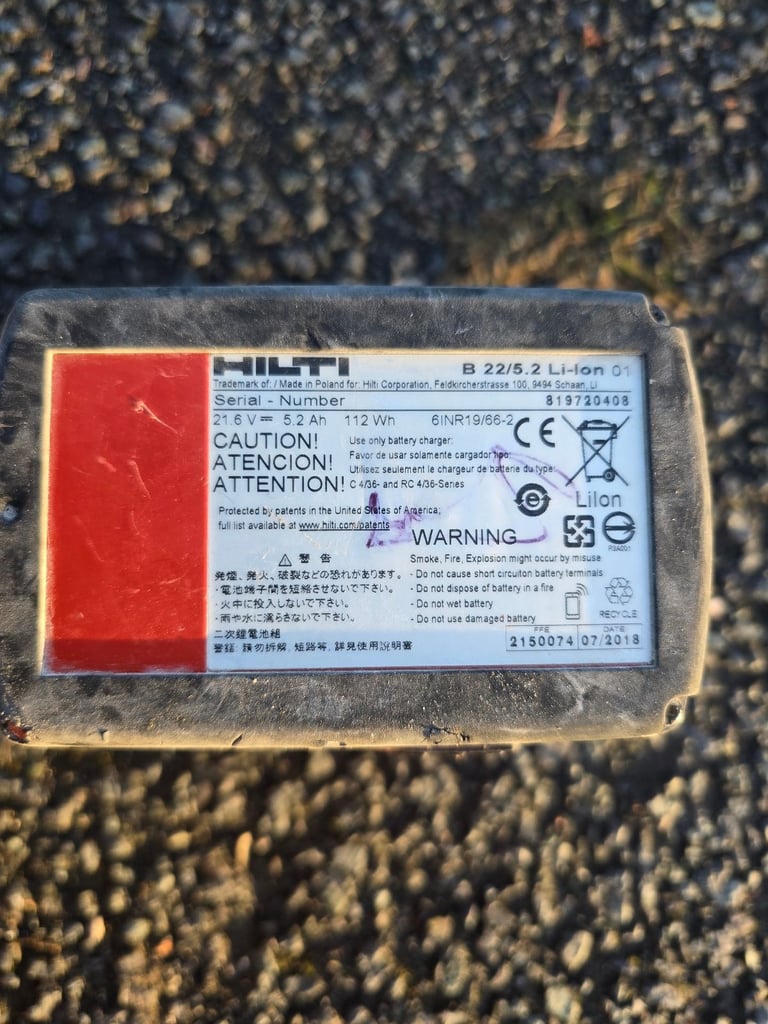 HILTI B 22/5.2 Li-Ion 01
Trademark of: / Made in Poland for: Hilti Corporation, Feldkircherstrasse 100, 9494 Schaan, LI
Serial - Number 819720408
21.6 V⎓ 5.2 Ah 112 Wh 6INR19/66-2
CAUTION!
ATENCION!
ATTENTION!
Use only battery charger:
Favor de usar solamente cargador tipo:
Utilisez seulement le chargeur de batterie du type:
C 4/36- and RC 4/36-Series
CE
LiIon
Protected by patents in the United States of America;
full list available at www.hilti.com/patents
R3A001
⚠ 警告
発煙、発火、破裂などの恐れがあります。
・電池端子間を短絡させないで下さい。
・火中に投入しないで下さい。
・雨や水に濡らさないで下さい。
二次鋰電池組
警語: 請勿拆解, 短路等, 詳見使用説明書
WARNING
Smoke, Fire, Explosion might occur by misuse
- Do not cause short circuiton battery terminals
- Do not dispose of battery in a fire
- Do not wet battery
- Do not use damaged battery
RECYCLE
PPE DATE
2150074 07/2018